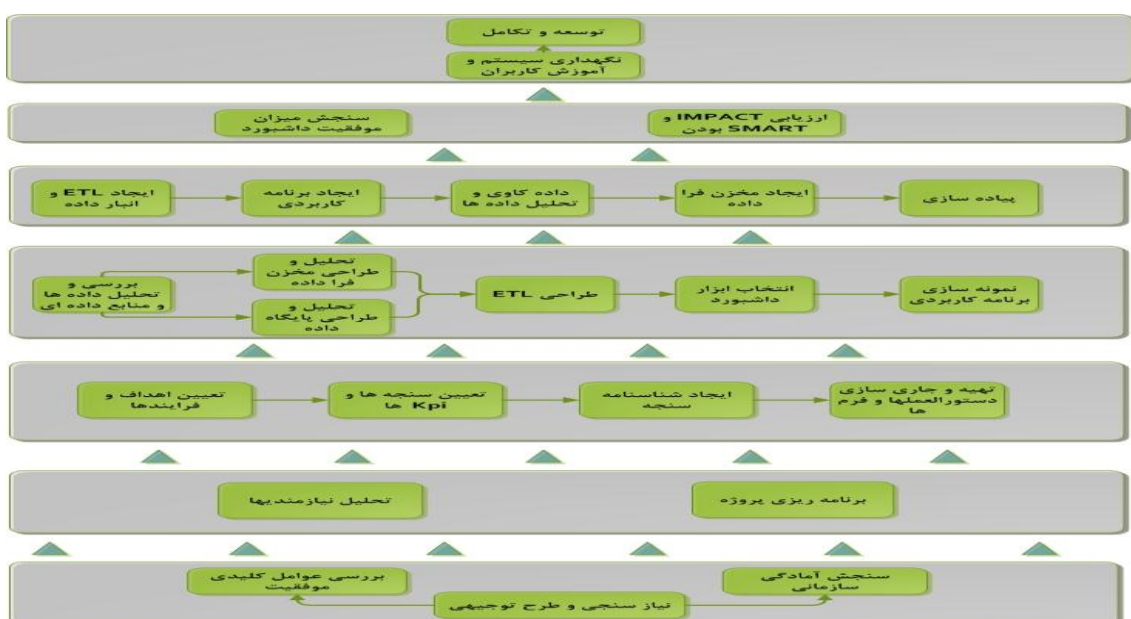 توسعه و تکامل
نگهداری سیستم و
آموزش کاربران
سنجش میزان
موفقیت داشبورد
ارزیابی IMPACT و
SMART بودن
ایجاد ETL و
انبار داده
ایجاد برنامه
کاربردی
داده کاوی و
تحلیل داده ها
ایجاد مخزن فرا
داده
پیاده سازی
بررسی و
تحلیل داده ها
و منابع داده ای
تحلیل و
طراحی مخزن
فرا داده
تحلیل و
طراحی پایگاه
داده
طراحی ETL
انتخاب ابزار
داشبورد
نمونه سازی
برنامه کاربردی
تعیین اهداف و
فرایندها
تعیین سنجه ها و
Kpi ها
ایجاد شناسنامه
سنجه
تهیه و جاری سازی
دستورالعملها و فرم
ها
تحلیل نیازمندیها
برنامه ریزی پروژه
بررسی عوامل کلیدی
موفقیت
سنجش آمادگی
سازمانی
نیاز سنجی و طرح توجیهی